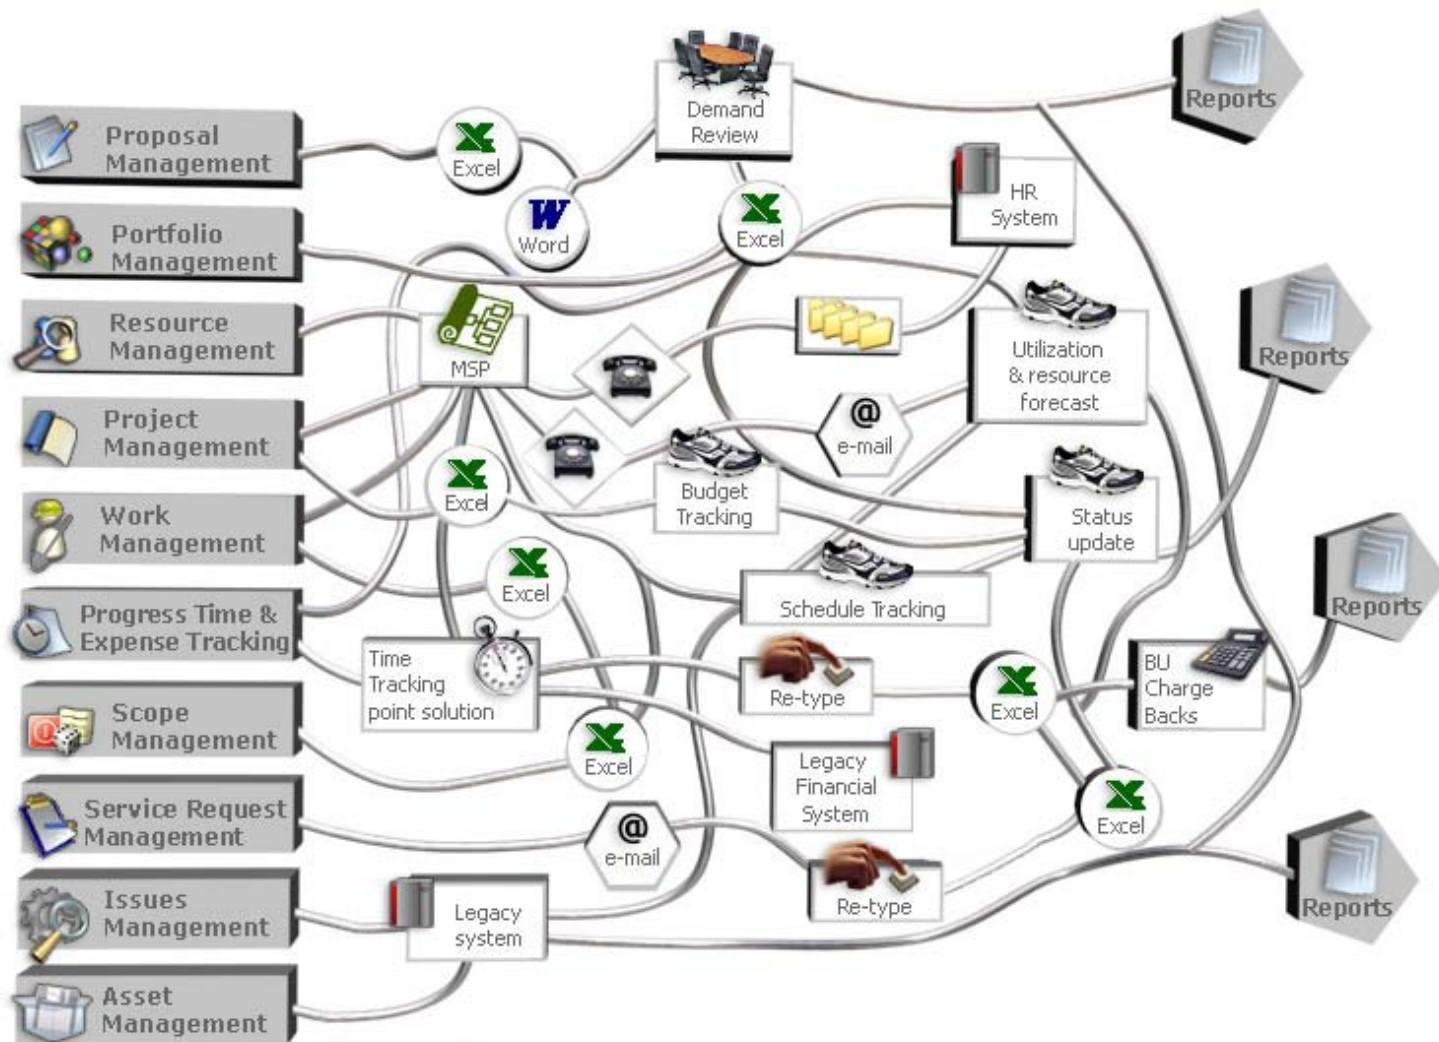 Proposal
Management
Portfolio
Management
Resource
Management
Project
Management
Work
Management
Progress Time &
Expense Tracking
Scope
Management
Service Request
Management
Issues
Management
Asset
Management
Excel
W
Word
Demand
Review
Excel
HR
System
Reports
MSP
Utilization
& resource
forecast
Reports
@
e-mail
Excel
Budget
Tracking
Status
update
Excel
Schedule Tracking
Reports
Time
Tracking
point solution
Re-type
Excel
BU
Charge
Backs
Excel
Legacy
Financial
System
Excel
@
e-mail
Re-type
Reports
Legacy
system